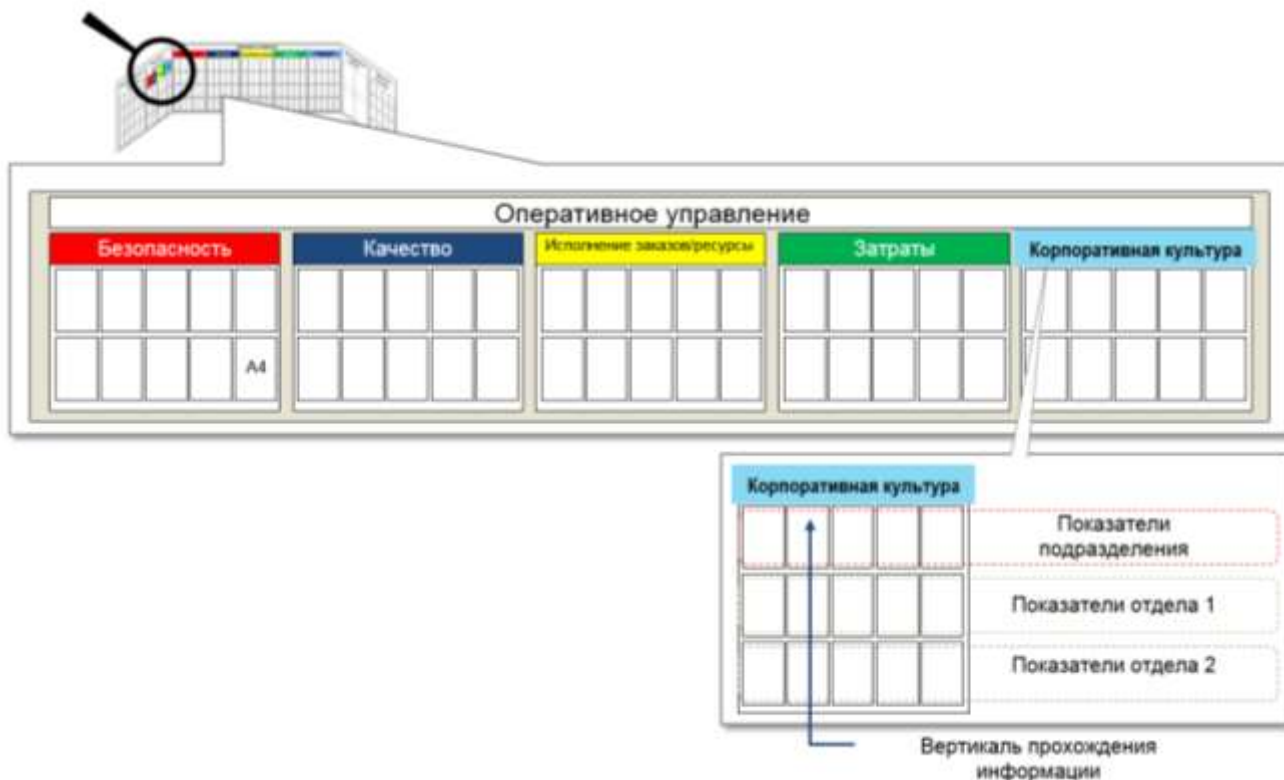 Оперативное управление
Безопасность
Качество
Исполнение заказов/ресурсы
Затраты
Корпоративная культура
A4
Корпоративная культура
Показатели
подразделения
Показатели отдела 1
Показатели отдела 2
Вертикаль прохождения
информации